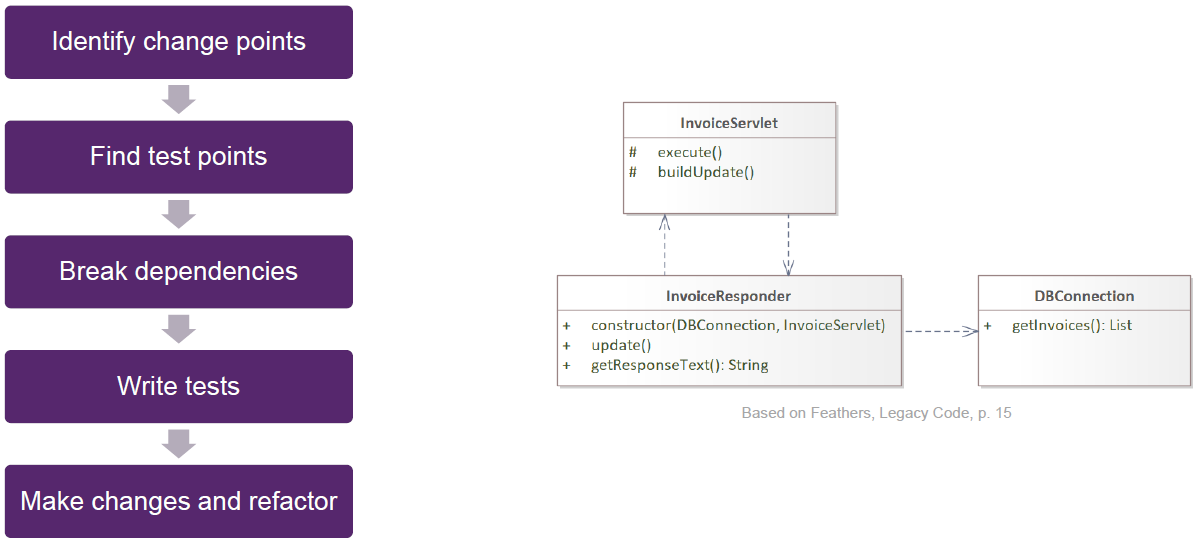 Identify change points
Find test points
Break dependencies
Write tests
Make changes and refactor
InvoiceServlet
# execute()
# buildUpdate()
InvoiceResponder
+ constructor(DBConnection, InvoiceServlet)
+ update()
+ getResponseText(): String
DBConnection
+ getInvoices(): List
Based on Feathers, Legacy Code, p. 15